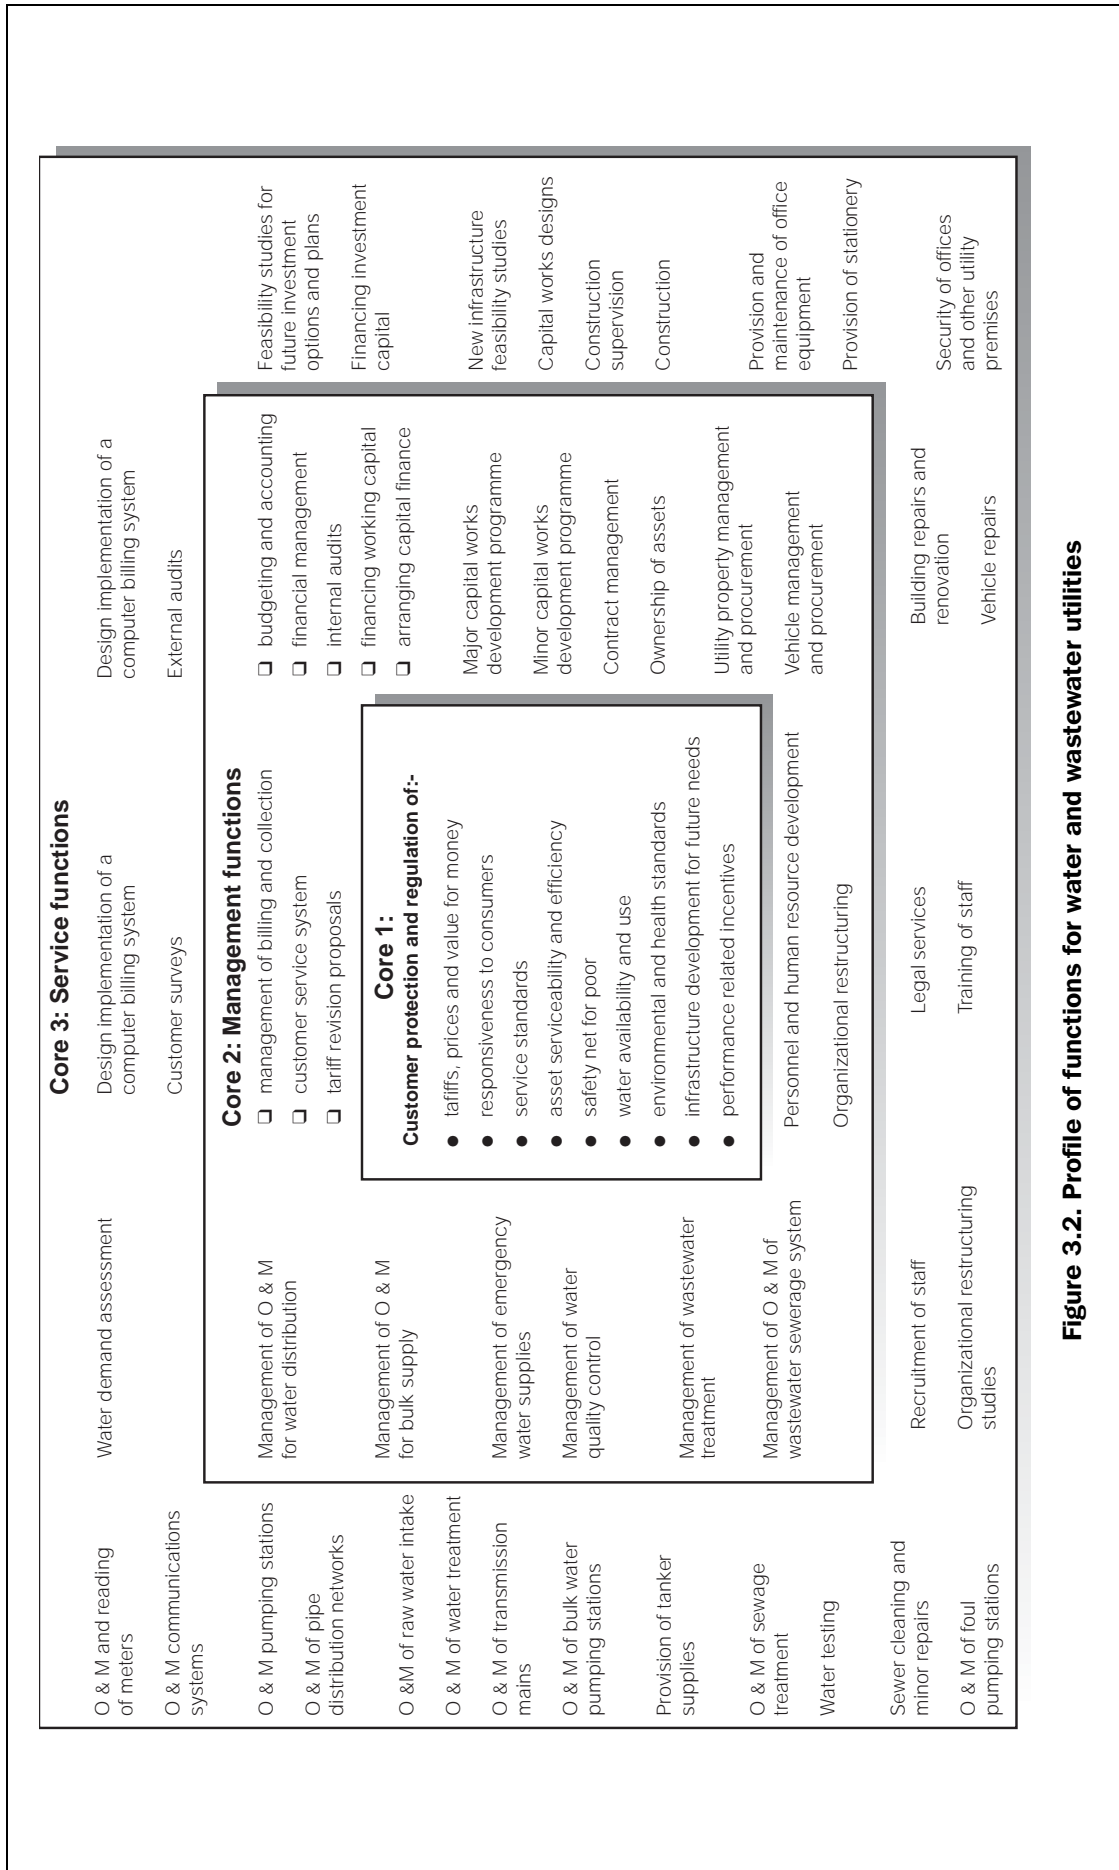 Core 3: Service functions
O & M and reading
of meters
O & M communications
systems
O & M pumping stations
O & M of pipe
distribution networks
O &M of raw water intake
O & M of water treatment
O & M of transmission
mains
O & M of bulk water
pumping stations
Provision of tanker
supplies
O & M of sewage
treatment
Water testing
Sewer cleaning and
minor repairs
O & M of foul
pumping stations
Water demand assessment
Design implementation of a
computer billing system
Customer surveys
Design implementation of a
computer billing system
External audits
Core 2: Management functions
Management of O & M
for water distribution
Management of O & M
for bulk supply
Management of emergency
water supplies
Management of water
quality control
Management of wastewater
treatment
Management of O & M of
wastewater sewerage system
❑ management of billing and collection
❑ customer service system
❑ tariff revision proposals
Core 1:
Customer protection and regulation of:-
● tafiffs, prices and value for money
● responsiveness to consumers
● service standards
● asset serviceability and efficiency
● safety net for poor
● water availability and use
● environmental and health standards
● infrastructure development for future needs
● performance related incentives
Personnel and human resource development
Organizational restructuring
❑ budgeting and accounting
❑ financial management
❑ internal audits
❑ financing working capital
❑ arranging capital finance
Major capital works
development programme
Minor capital works
development programme
Contract management
Ownership of assets
Utility property management
and procurement
Vehicle management
and procurement
Feasibility studies for
future investment
options and plans
Financing investment
capital
New infrastructure
feasibility studies
Capital works designs
Construction
supervision
Construction
Provision and
maintenance of office
equipment
Provision of stationery
Security of offices
and other utility
premises
Recruitment of staff
Organizational restructuring
studies
Legal services
Training of staff
Building repairs and
renovation
Vehicle repairs
Figure 3.2. Profile of functions for water and wastewater utilities